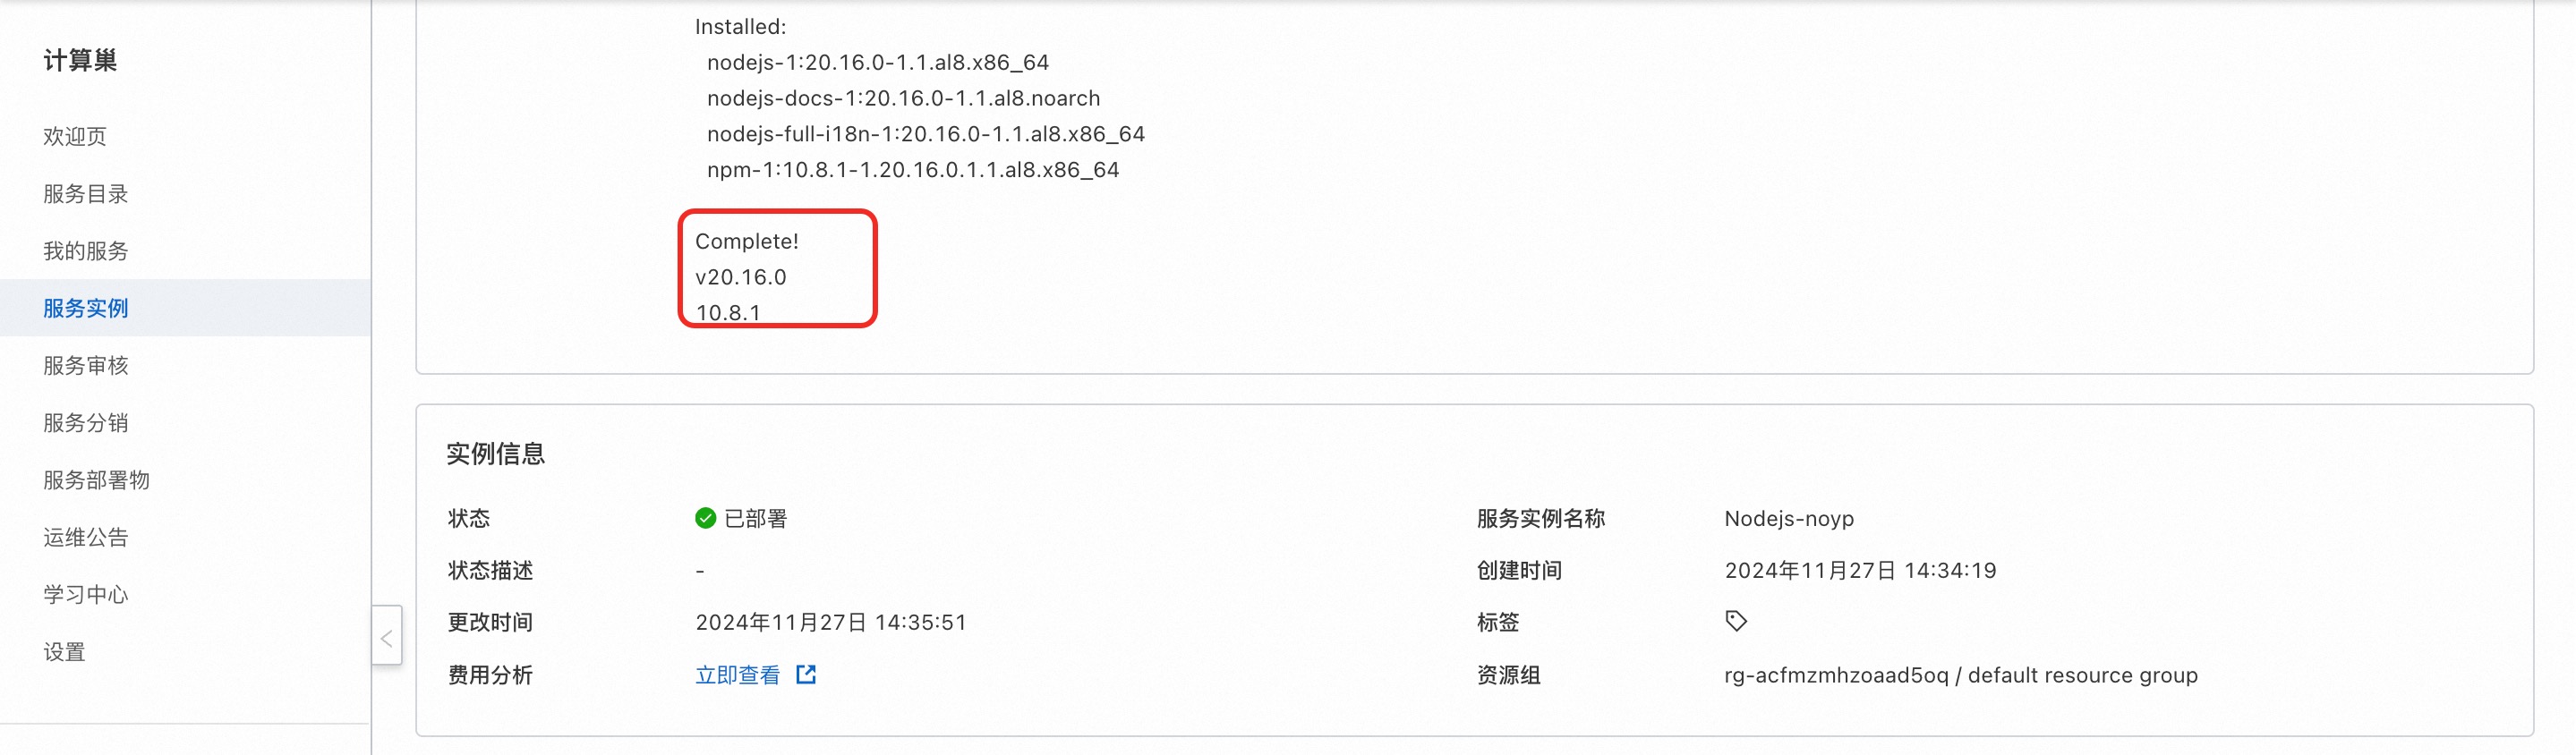 计算巢
欢迎页
服务目录
我的服务
服务实例
服务审核
服务分销
服务部署物
运维公告
学习中心
设置
Installed:
nodejs-1:20.16.0-1.1.al8.x86_64
nodejs-docs-1:20.16.0-1.1.al8.noarch
nodejs-full-i18n-1:20.16.0-1.1.al8.x86_64
npm-1:10.8.1-1.20.16.0.1.1.al8.x86_64
Complete!
v20.16.0
10.8.1
实例信息
状态 已部署 服务实例名称 Nodejs-noyp
状态描述 - 创建时间 2024年11月27日 14:34:19
更改时间 2024年11月27日 14:35:51 标签
费用分析 立即查看 资源组 rg-acfmzmhzoaad5oq / default resource group